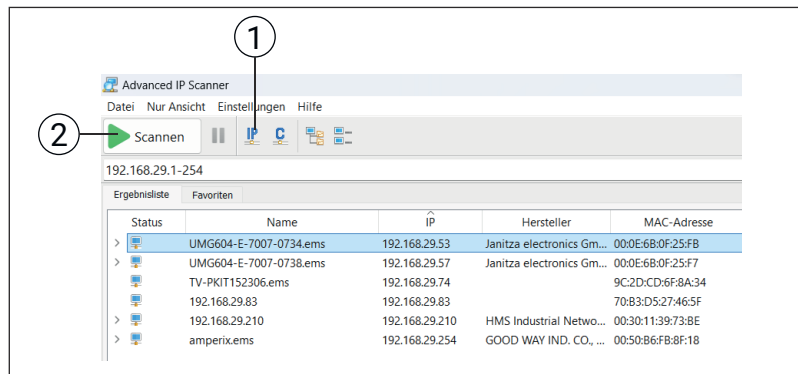 1
Advanced IP Scanner
Datei Nur Ansicht Einstellungen Hilfe
2 Scannen IP C
192.168.29.1-254
Ergebnisliste Favoriten
Status Name IP Hersteller MAC-Adresse
UMG604-E-7007-0734.ems 192.168.29.53 Janitza electronics Gm... 00:0E:6B:0F:25:FB
UMG604-E-7007-0738.ems 192.168.29.57 Janitza electronics Gm... 00:0E:6B:0F:25:F7
TV-PKIT152306.ems 192.168.29.74 9C:2D:CD:6F:8A:34
192.168.29.83 192.168.29.83 70:B3:D5:27:46:5F
192.168.29.210 192.168.29.210 HMS Industrial Netwo... 00:30:11:39:73:BE
amperix.ems 192.168.29.254 GOOD WAY IND. CO., ... 00:50:B6:FB:8F:18